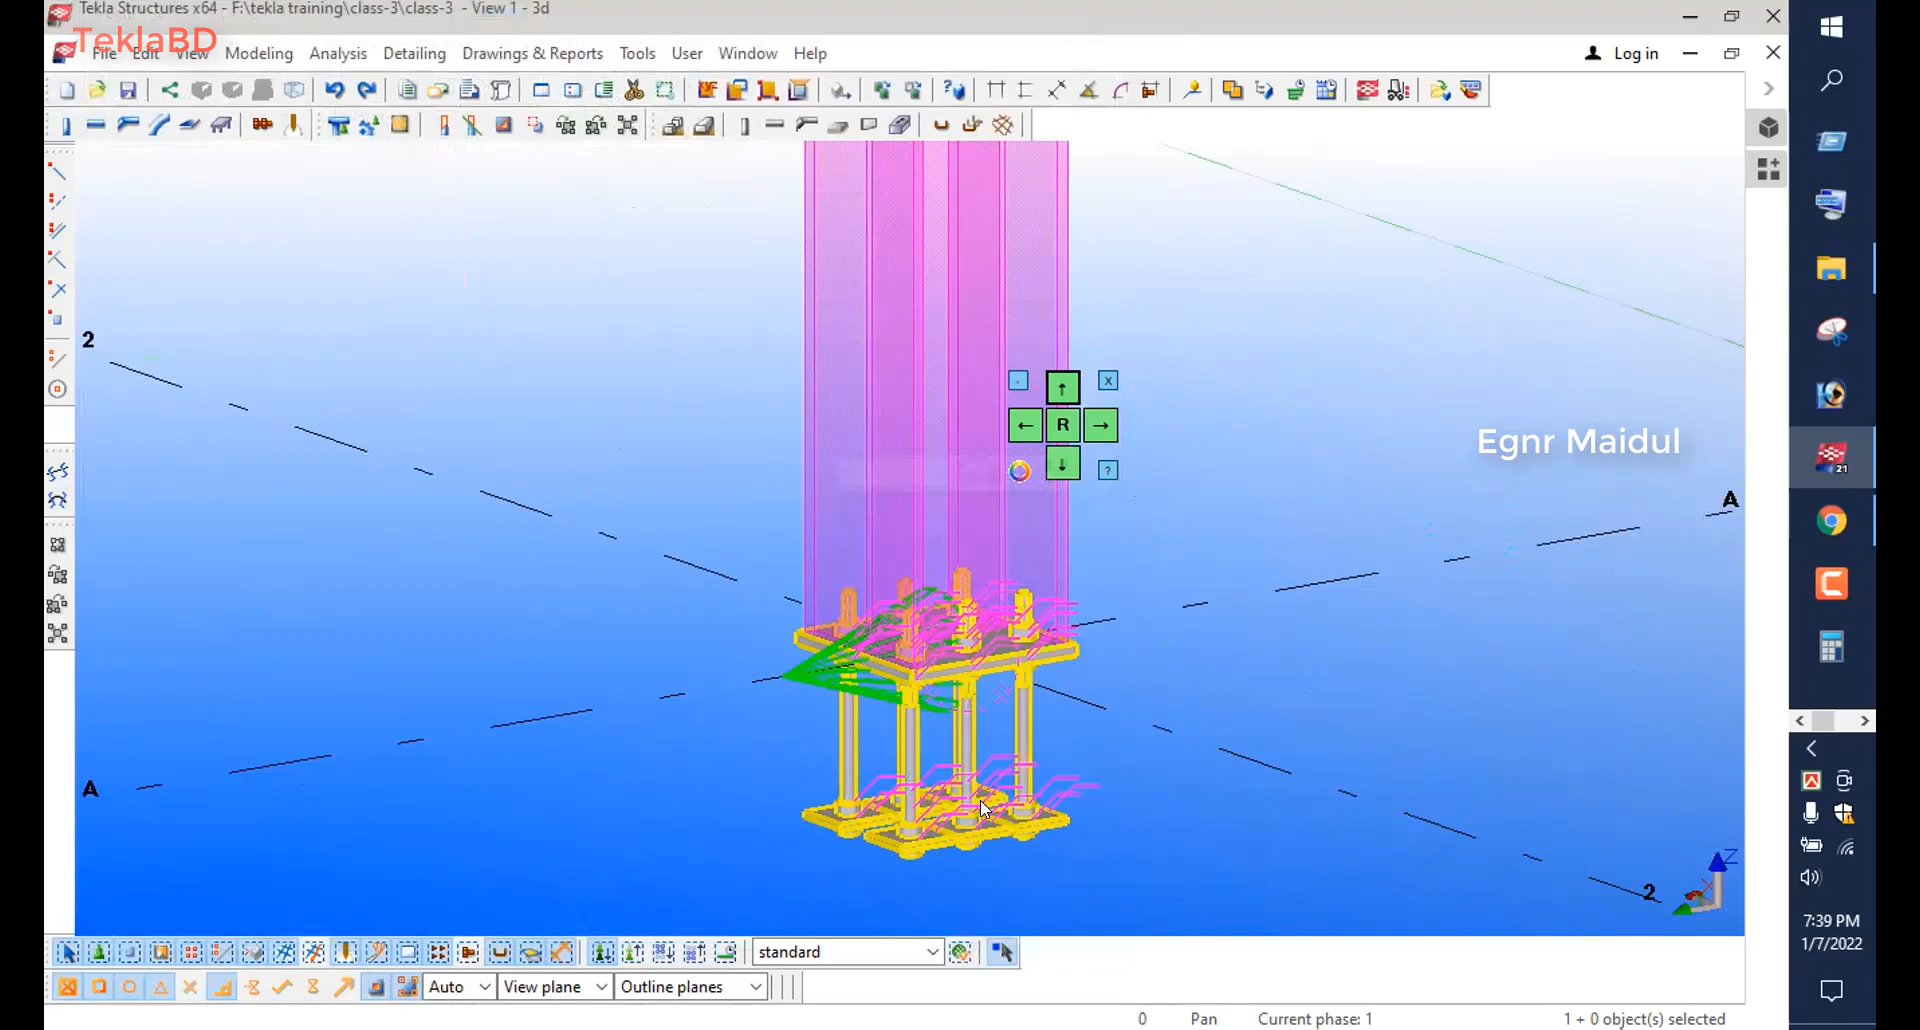 Tekla Structures x64 - F:\tekla training\class-3\class-3 - View 1 - 3d
TeklaBD
File Edit View Modeling Analysis Detailing Drawings & Reports Tools User Window Help
Log in
2
- ↑ X
← R →
↓ ?
Egnr Maidul
21
A
A
Z
X
2
7:39 PM
1/7/2022
standard
Auto View plane Outline planes
0 Pan Current phase: 1 1 + 0 object(s) selected